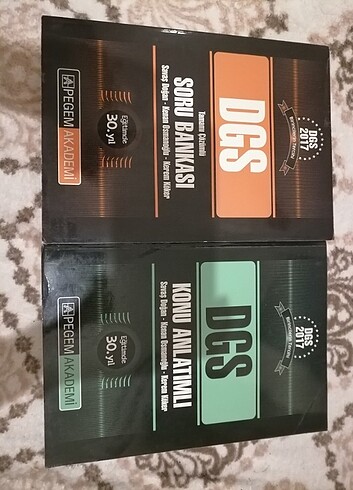 DGS
2017
DGS
Tamamı Çözümlü
SORU BANKASI
Savaş Doğan - Kenan Osmanoğlu - Kerem Köker
Eğitimde
30.yıl
PEGEM AKADEMİ
DGS
2017
DGS
KONU ANLATIMLI
Savaş Doğan - Kenan Osmanoğlu - Kerem Köker
Eğitimde
30.yıl
PEGEM AKADEMİ